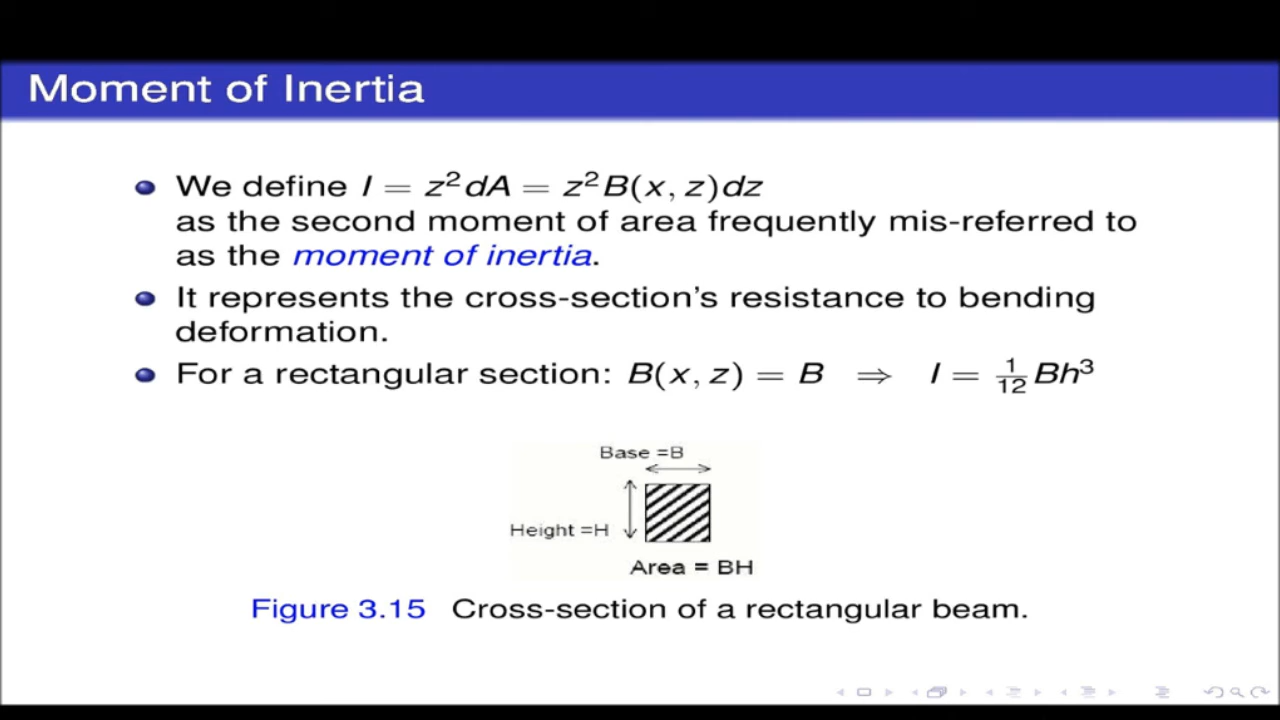 Moment of Inertia
We define I = z²dA = z²B(x, z)dz
as the second moment of area frequently mis-referred to
as the moment of inertia.
It represents the cross-section's resistance to bending
deformation.
For a rectangular section: B(x, z) = B ⇒ I = 1/12 Bh³
Base =B
Height =H
Area = BH
Figure 3.15 Cross-section of a rectangular beam.